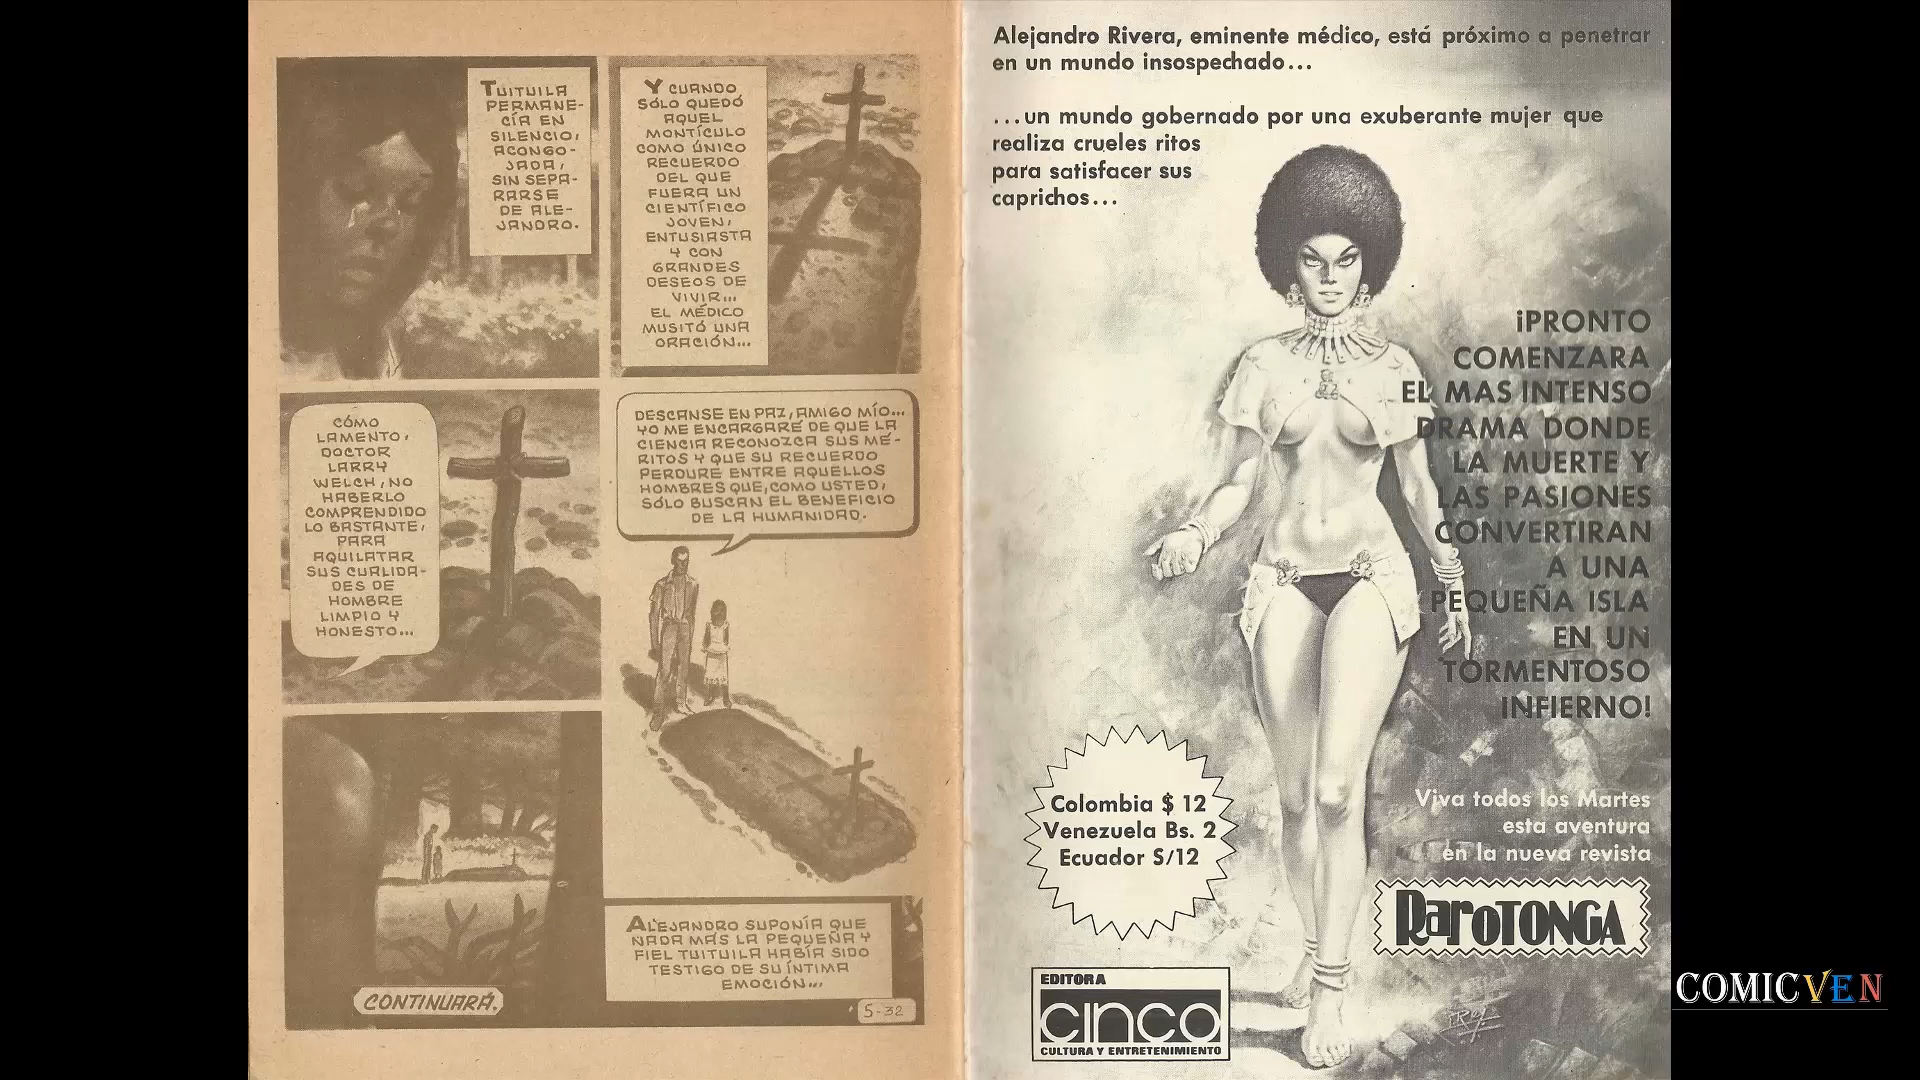 TUITUILA
PERMANE-
CÍA EN
SILENCIO,
ACONGO-
JADA,
SIN SEPA-
RARSE
DE ALE-
JANDRO.
Y CUANDO
SÓLO QUEDÓ
AQUEL
MONTÍCULO
COMO ÚNICO
RECUERDO
DEL QUE
FUERA UN
CIENTÍFICO
JOVEN,
ENTUSIASTA
Y CON
GRANDES
DESEOS DE
VIVIR...
EL MÉDICO
MUSITÓ UNA
ORACIÓN...
CÓMO
LAMENTO,
DOCTOR
LARRY
WELCH, NO
HABERLO
COMPRENDIDO
LO BASTANTE,
PARA
AQUILATAR
SUS CUALIDA-
DES DE
HOMBRE
LIMPIO Y
HONESTO...
DESCANSE EN PAZ, AMIGO MÍO...
YO ME ENCARGARÉ DE QUE LA
CIENCIA RECONOZCA SUS MÉ-
RITOS Y QUE SU RECUERDO
PERDURE ENTRE AQUELLOS
HOMBRES QUE, COMO USTED,
SÓLO BUSCAN EL BENEFICIO
DE LA HUMANIDAD.
ALEJANDRO SUPONÍA QUE
NADA MÁS LA PEQUEÑA Y
FIEL TUITUILA HABÍA SIDO
TESTIGO DE SU ÍNTIMA
EMOCIÓN...
CONTINUARÁ.
5-32
Alejandro Rivera, eminente médico, está próximo a penetrar
en un mundo insospechado...
...un mundo gobernado por una exuberante mujer que
realiza crueles ritos
para satisfacer sus
caprichos...
¡PRONTO
COMENZARA
EL MAS INTENSO
DRAMA DONDE
LA MUERTE Y
LAS PASIONES
CONVERTIRAN
A UNA
PEQUEÑA ISLA
EN UN
TORMENTOSO
INFIERNO!
Colombia $ 12
Venezuela Bs. 2
Ecuador S/12
Viva todos los Martes
esta aventura
en la nueva revista
RaroTONGA
EDITORA
cinco
CULTURA Y ENTRETENIMIENTO
COMICVEN